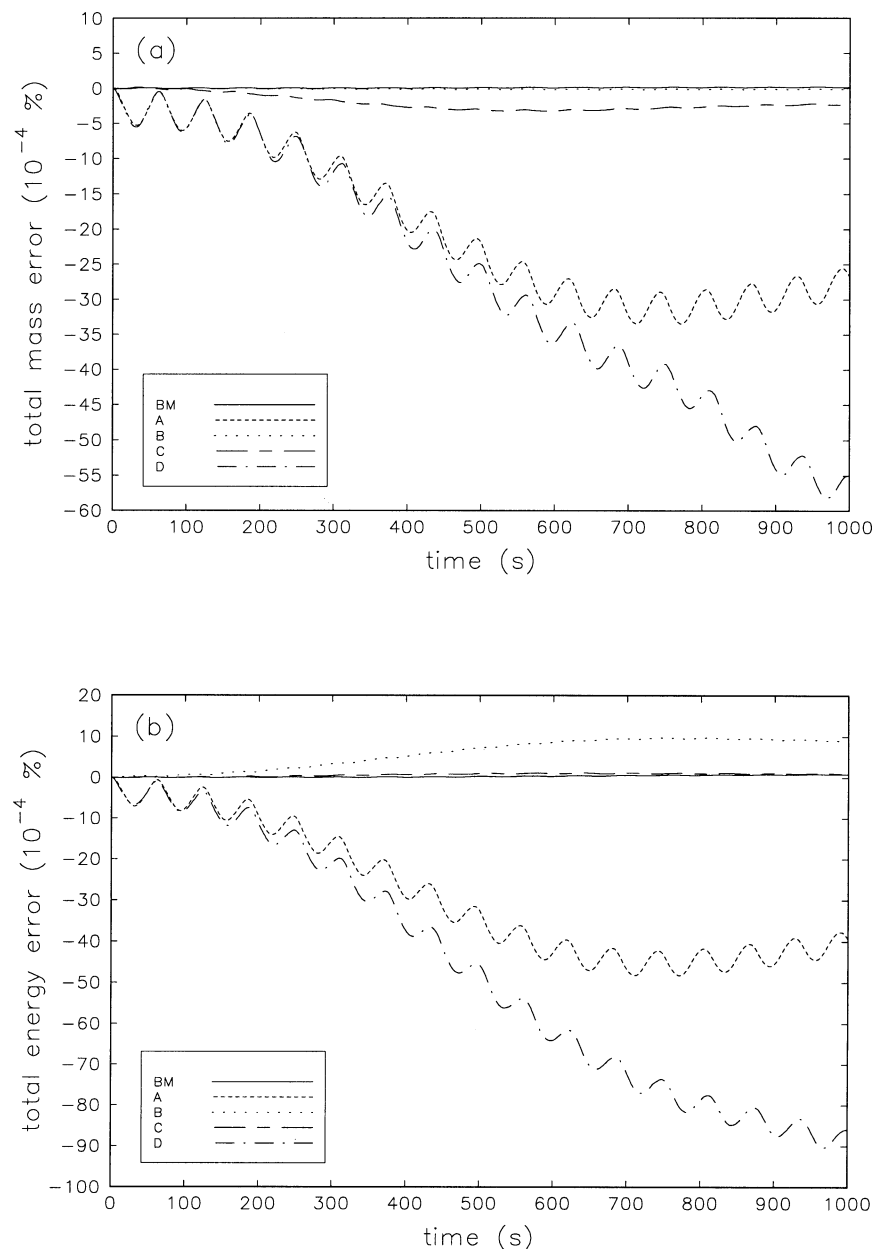 (a)
total mass error (10⁻⁴ %)
10
5
0
−5
−10
−15
−20
−25
−30
−35
−40
−45
−50
−55
−60
BM
A
B
C
D
0 100 200 300 400 500 600 700 800 900 1000
time (s)
(b)
total energy error (10⁻⁴ %)
20
10
0
−10
−20
−30
−40
−50
−60
−70
−80
−90
−100
BM
A
B
C
D
0 100 200 300 400 500 600 700 800 900 1000
time (s)